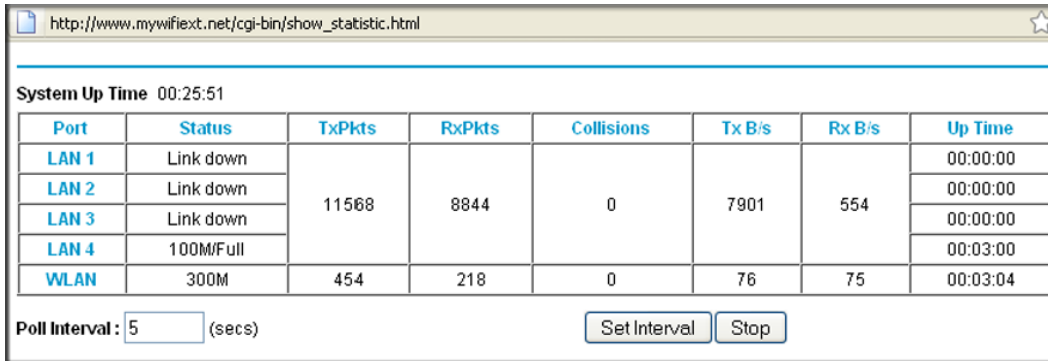 http://www.mywifiext.net/cgi-bin/show_statistic.html
System Up Time 00:25:51
Port Status TxPkts RxPkts Collisions Tx B/s Rx B/s Up Time
LAN 1 Link down 11568 8844 0 7901 554 00:00:00
LAN 2 Link down 00:00:00
LAN 3 Link down 00:00:00
LAN 4 100M/Full 00:03:00
WLAN 300M 454 218 0 76 75 00:03:04
Poll Interval : 5 (secs) Set Interval Stop